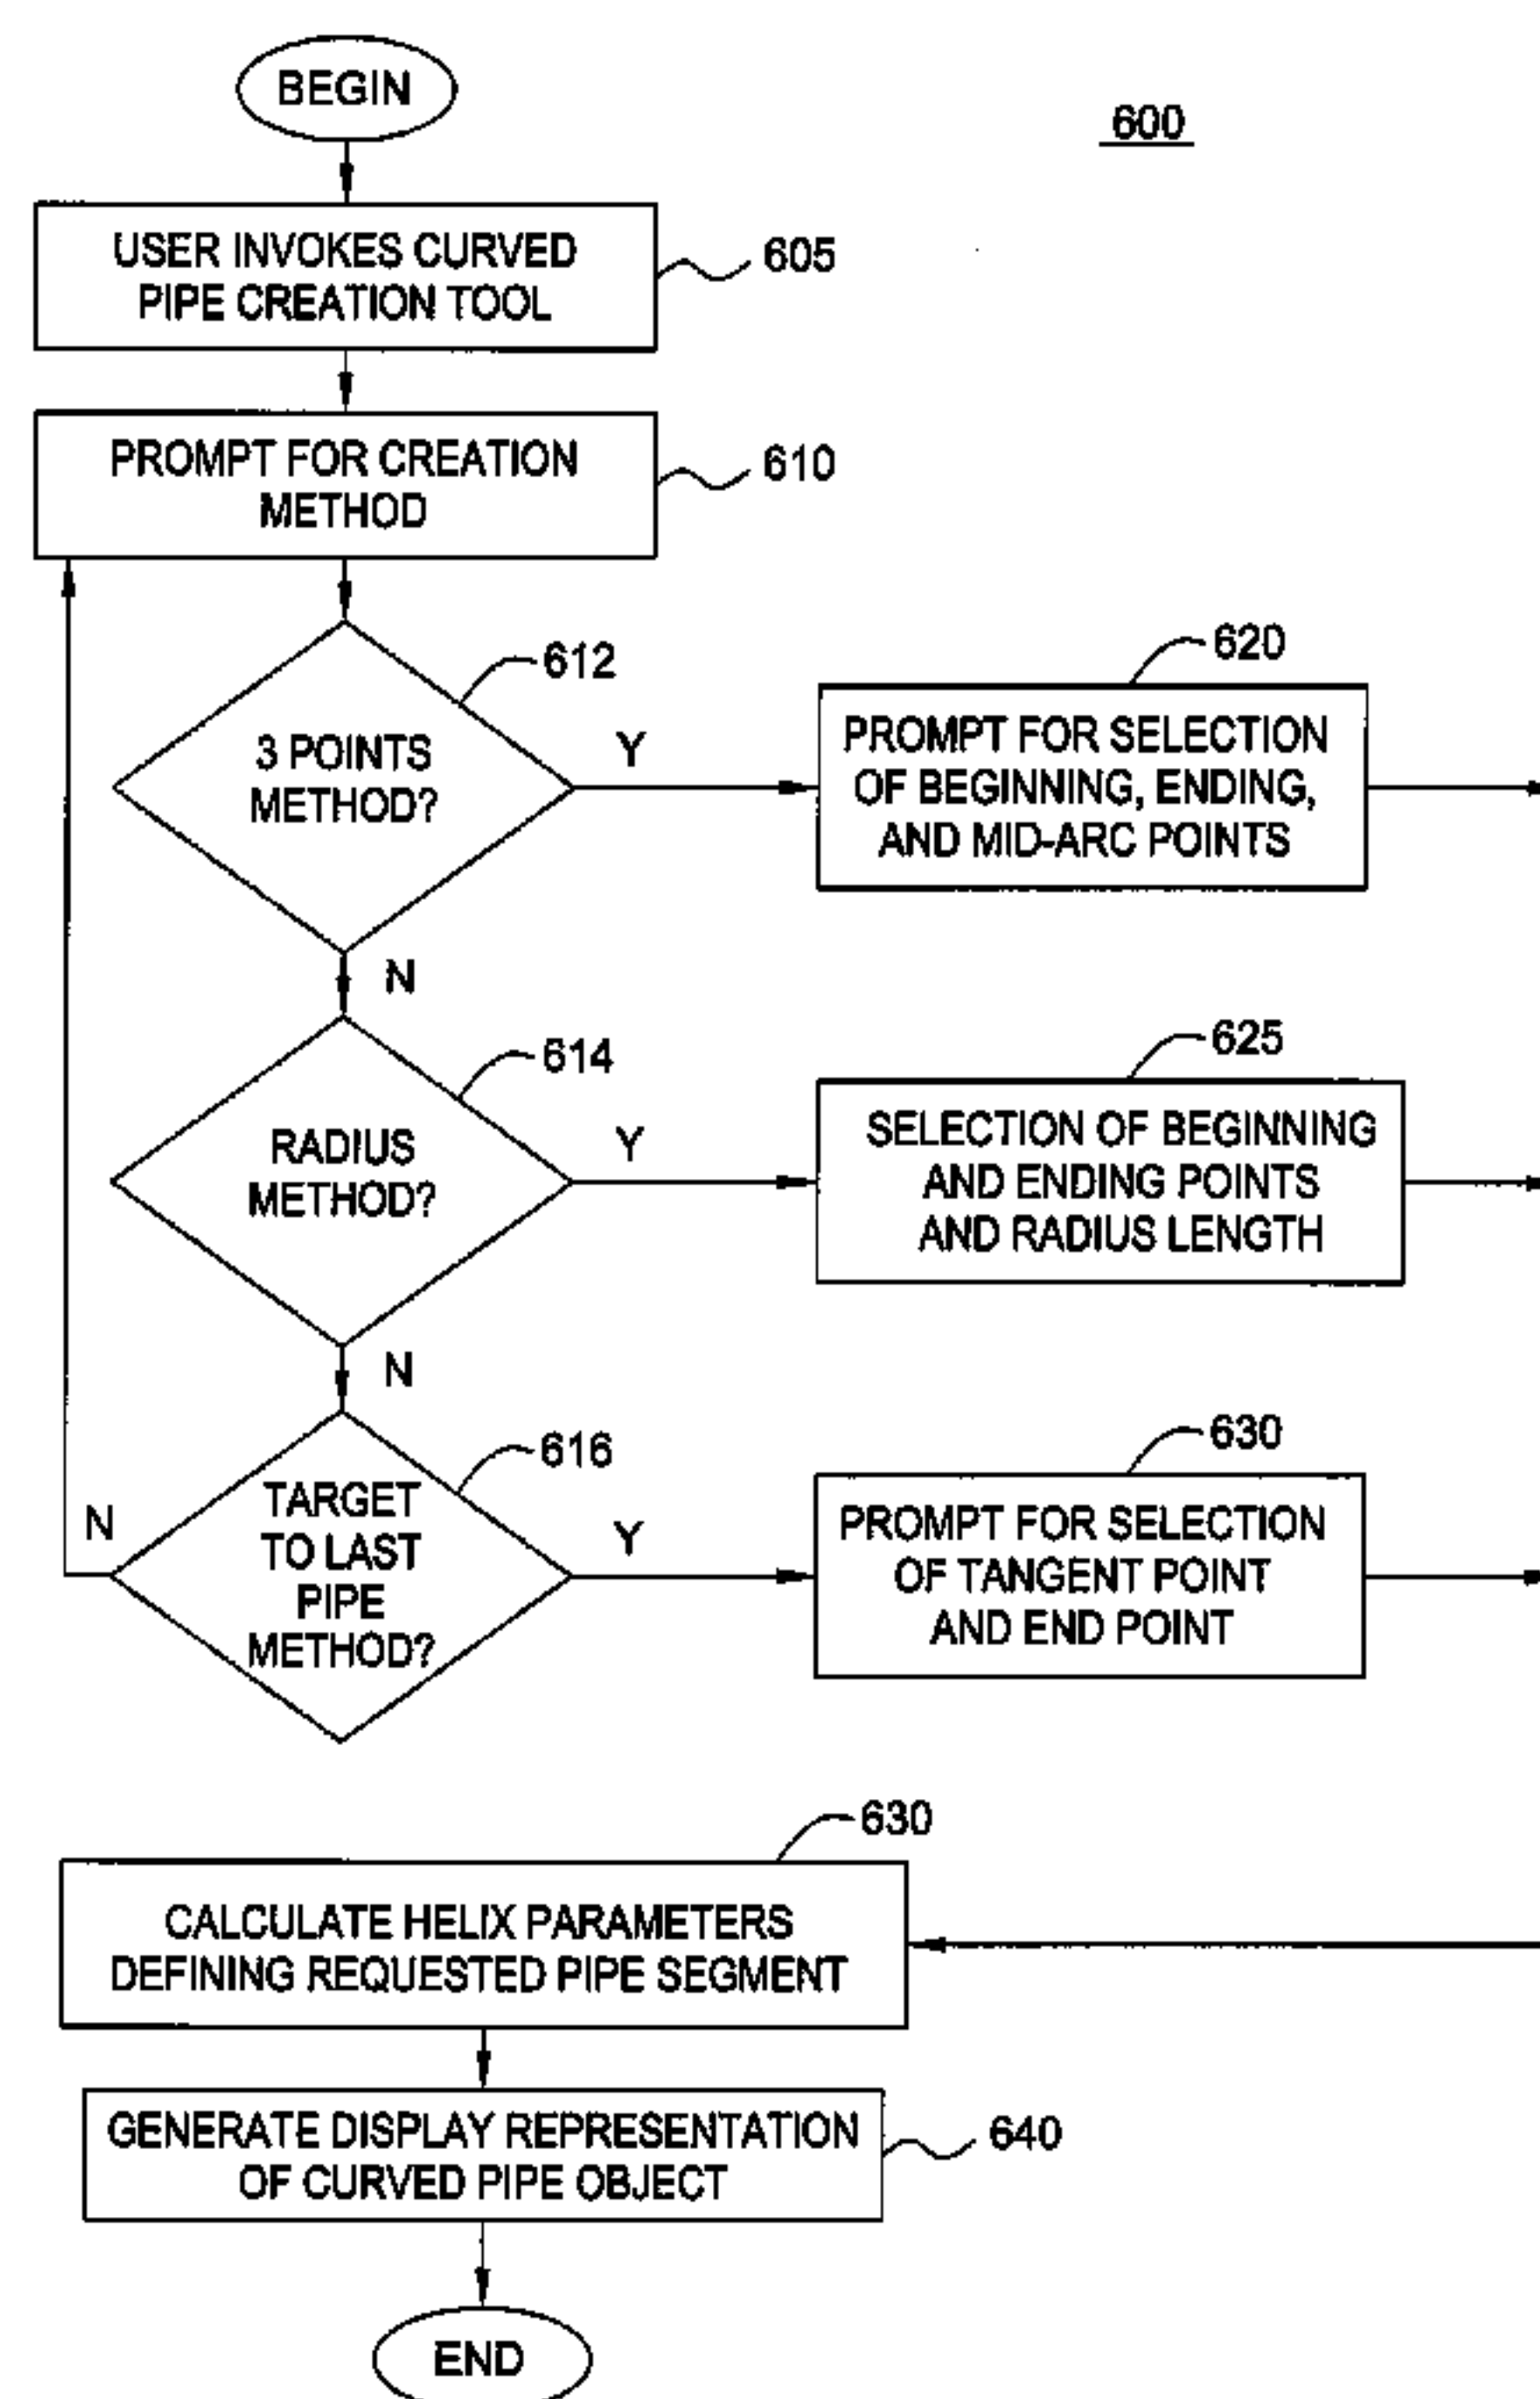 BEGIN
600
USER INVOKES CURVED
PIPE CREATION TOOL
605
PROMPT FOR CREATION
METHOD
610
612
3 POINTS
METHOD?
Y
620
PROMPT FOR SELECTION
OF BEGINNING, ENDING,
AND MID-ARC POINTS
N
614
RADIUS
METHOD?
Y
625
SELECTION OF BEGINNING
AND ENDING POINTS
AND RADIUS LENGTH
N
616
TARGET
TO LAST
PIPE
METHOD?
N
Y
630
PROMPT FOR SELECTION
OF TANGENT POINT
AND END POINT
630
CALCULATE HELIX PARAMETERS
DEFINING REQUESTED PIPE SEGMENT
GENERATE DISPLAY REPRESENTATION
OF CURVED PIPE OBJECT
640
END